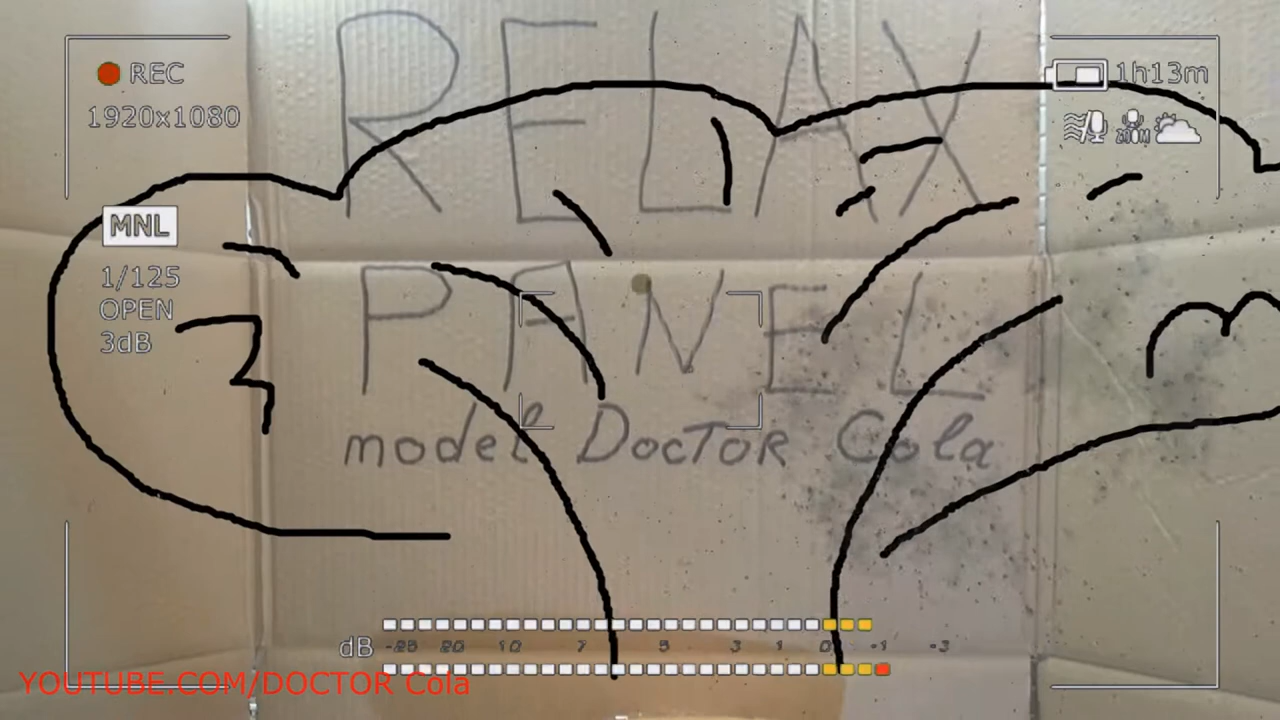 RELAX
REC
1h13m
1920x1080
ZOOM
MNL
1/125
OPEN
3dB
PANEL
model DOCTOR Cola
dB -25 20 10 7 5 3 1 0 -1 -3
YOUTUBE.COM/DOCTOR Cola